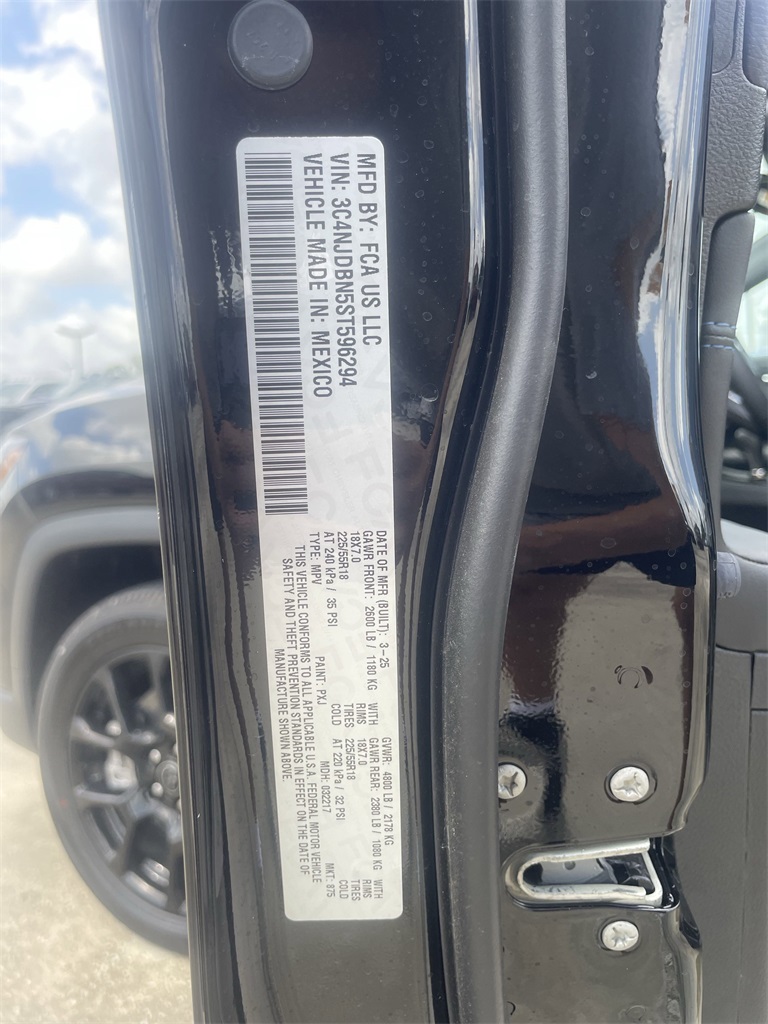 MFD BY: FCA US LLC
VIN: 3C4NJDBN5ST596294
VEHICLE MADE IN: MEXICO
DATE OF MFR (BUILT): 3-25 GVWR: 4800 LB / 2178 KG
GAWR FRONT: 2600 LB / 1180 KG WITH GAWR REAR: 2380 LB / 1080 KG WITH
18X7.0 RIMS 18X7.0 RIMS
225/55R18 TIRES 225/55R18 TIRES
AT 240 kPa / 35 PSI COLD AT 220 kPa / 32 PSI COLD
TYPE: MPV PAINT: PXJ MDH: 032217 MKT: 875
THIS VEHICLE CONFORMS TO ALL APPLICABLE U.S.A. FEDERAL MOTOR VEHICLE
SAFETY AND THEFT PREVENTION STANDARDS IN EFFECT ON THE DATE OF
MANUFACTURE SHOWN ABOVE.